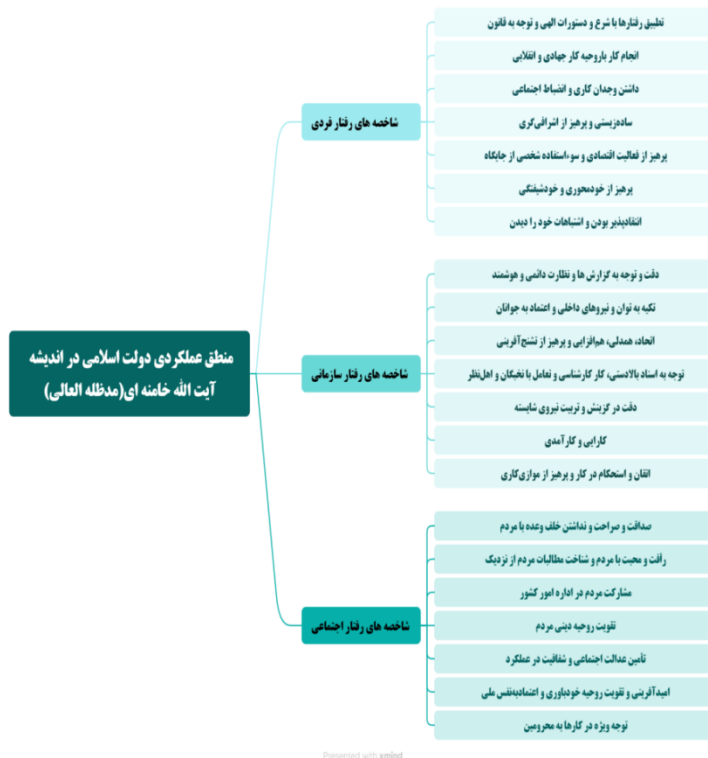 منطق عملکردی دولت اسلامی در اندیشه
آیت الله خامنه ای(مدظله العالی)
شاخصه های رفتار فردی
تطبیق رفتارها با شرع و دستورات الهی و توجه به قانون
انجام کار باروحیه کار جهادی و انقلابی
داشتن وجدان کاری و انضباط اجتماعی
ساده‌زیستی و پرهیز از اشرافی‌گری
پرهیز از فعالیت اقتصادی و سوءاستفاده شخصی از جایگاه
پرهیز از خودمحوری و خودشیفتگی
انتقادپذیر بودن و اشتباهات خود را دیدن
شاخصه های رفتار سازمانی
دقت و توجه به گزارش ها و نظارت دائمی و هوشمند
تکیه به توان و نیروهای داخلی و اعتماد به جوانان
اتحاد، همدلی، هم‌افزایی و پرهیز از تشنج‌آفرینی
توجه به اسناد بالادستی، کار کارشناسی و تعامل با نخبگان و اهل‌نظر
دقت در گزینش و تربیت نیروی شایسته
کارایی و کارآمدی
اتقان و استحکام در کار و پرهیز از موازی‌کاری
شاخصه های رفتار اجتماعی
صداقت و صراحت و نداشتن خلف وعده با مردم
رأفت و محبت با مردم و شناخت مطالبات مردم از نزدیک
مشارکت مردم در اداره امور کشور
تقویت روحیه دینی مردم
تأمین عدالت اجتماعی و شفافیت در عملکرد
امیدآفرینی و تقویت روحیه خودباوری و اعتمادبه‌نفس ملی
توجه ویژه در کارها به محرومین
Presented with xmind